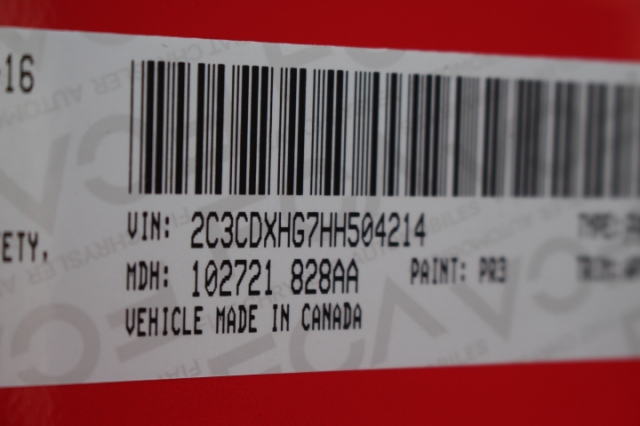 -16
VIN: 2C3CDXHG7HH504214
ETY,
MDH: 102721 828AA PAINT: PR3
VEHICLE MADE IN CANADA